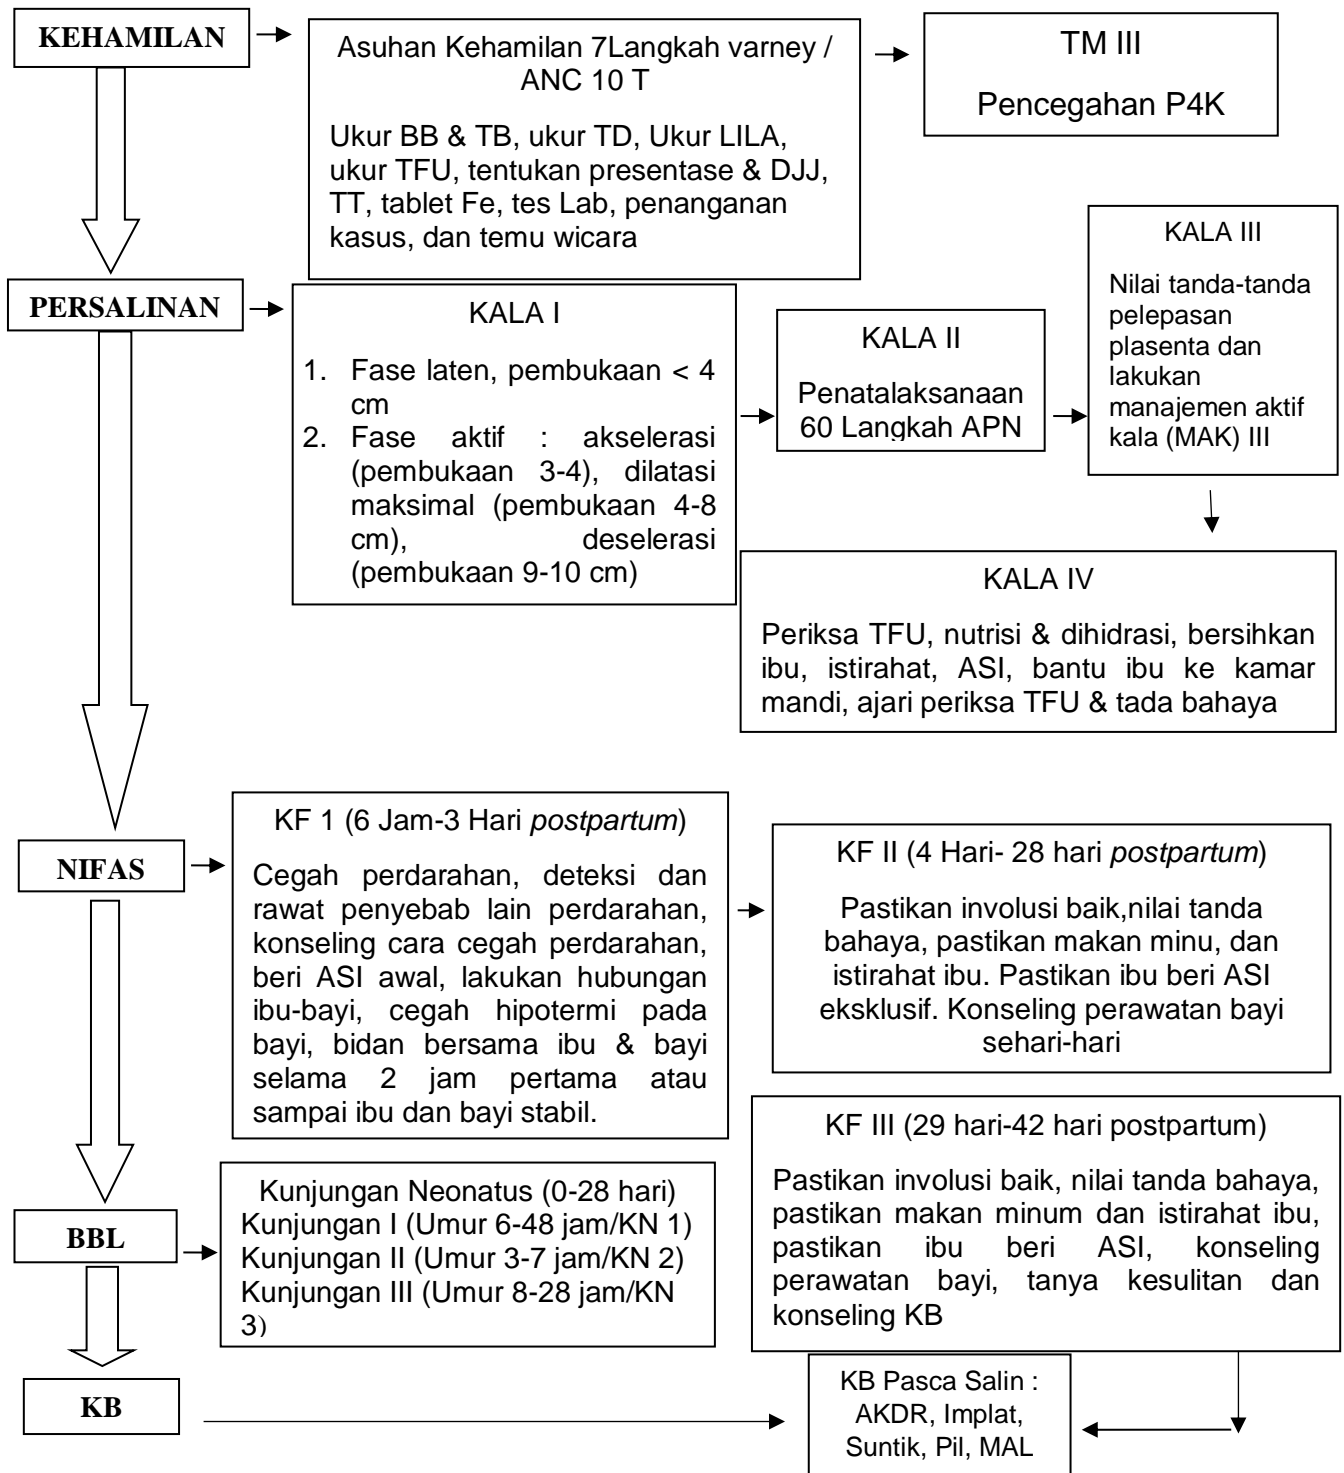 KEHAMILAN
Asuhan Kehamilan 7Langkah varney /
ANC 10 T
Ukur BB & TB, ukur TD, Ukur LILA,
ukur TFU, tentukan presentase & DJJ,
TT, tablet Fe, tes Lab, penanganan
kasus, dan temu wicara
TM III
Pencegahan P4K
PERSALINAN
KALA I
1. Fase laten, pembukaan < 4
cm
2. Fase aktif : akselerasi
(pembukaan 3-4), dilatasi
maksimal (pembukaan 4-8
cm), deselerasi
(pembukaan 9-10 cm)
KALA II
Penatalaksanaan
60 Langkah APN
KALA III
Nilai tanda-tanda
pelepasan
plasenta dan
lakukan
manajemen aktif
kala (MAK) III
KALA IV
Periksa TFU, nutrisi & dihidrasi, bersihkan
ibu, istirahat, ASI, bantu ibu ke kamar
mandi, ajari periksa TFU & tada bahaya
NIFAS
KF 1 (6 Jam-3 Hari postpartum)
Cegah perdarahan, deteksi dan
rawat penyebab lain perdarahan,
konseling cara cegah perdarahan,
beri ASI awal, lakukan hubungan
ibu-bayi, cegah hipotermi pada
bayi, bidan bersama ibu & bayi
selama 2 jam pertama atau
sampai ibu dan bayi stabil.
KF II (4 Hari- 28 hari postpartum)
Pastikan involusi baik,nilai tanda
bahaya, pastikan makan minu, dan
istirahat ibu. Pastikan ibu beri ASI
eksklusif. Konseling perawatan bayi
sehari-hari
KF III (29 hari-42 hari postpartum)
Pastikan involusi baik, nilai tanda bahaya,
pastikan makan minum dan istirahat ibu,
pastikan ibu beri ASI, konseling
perawatan bayi, tanya kesulitan dan
konseling KB
BBL
Kunjungan Neonatus (0-28 hari)
Kunjungan I (Umur 6-48 jam/KN 1)
Kunjungan II (Umur 3-7 jam/KN 2)
Kunjungan III (Umur 8-28 jam/KN
3)
KB
KB Pasca Salin :
AKDR, Implat,
Suntik, Pil, MAL